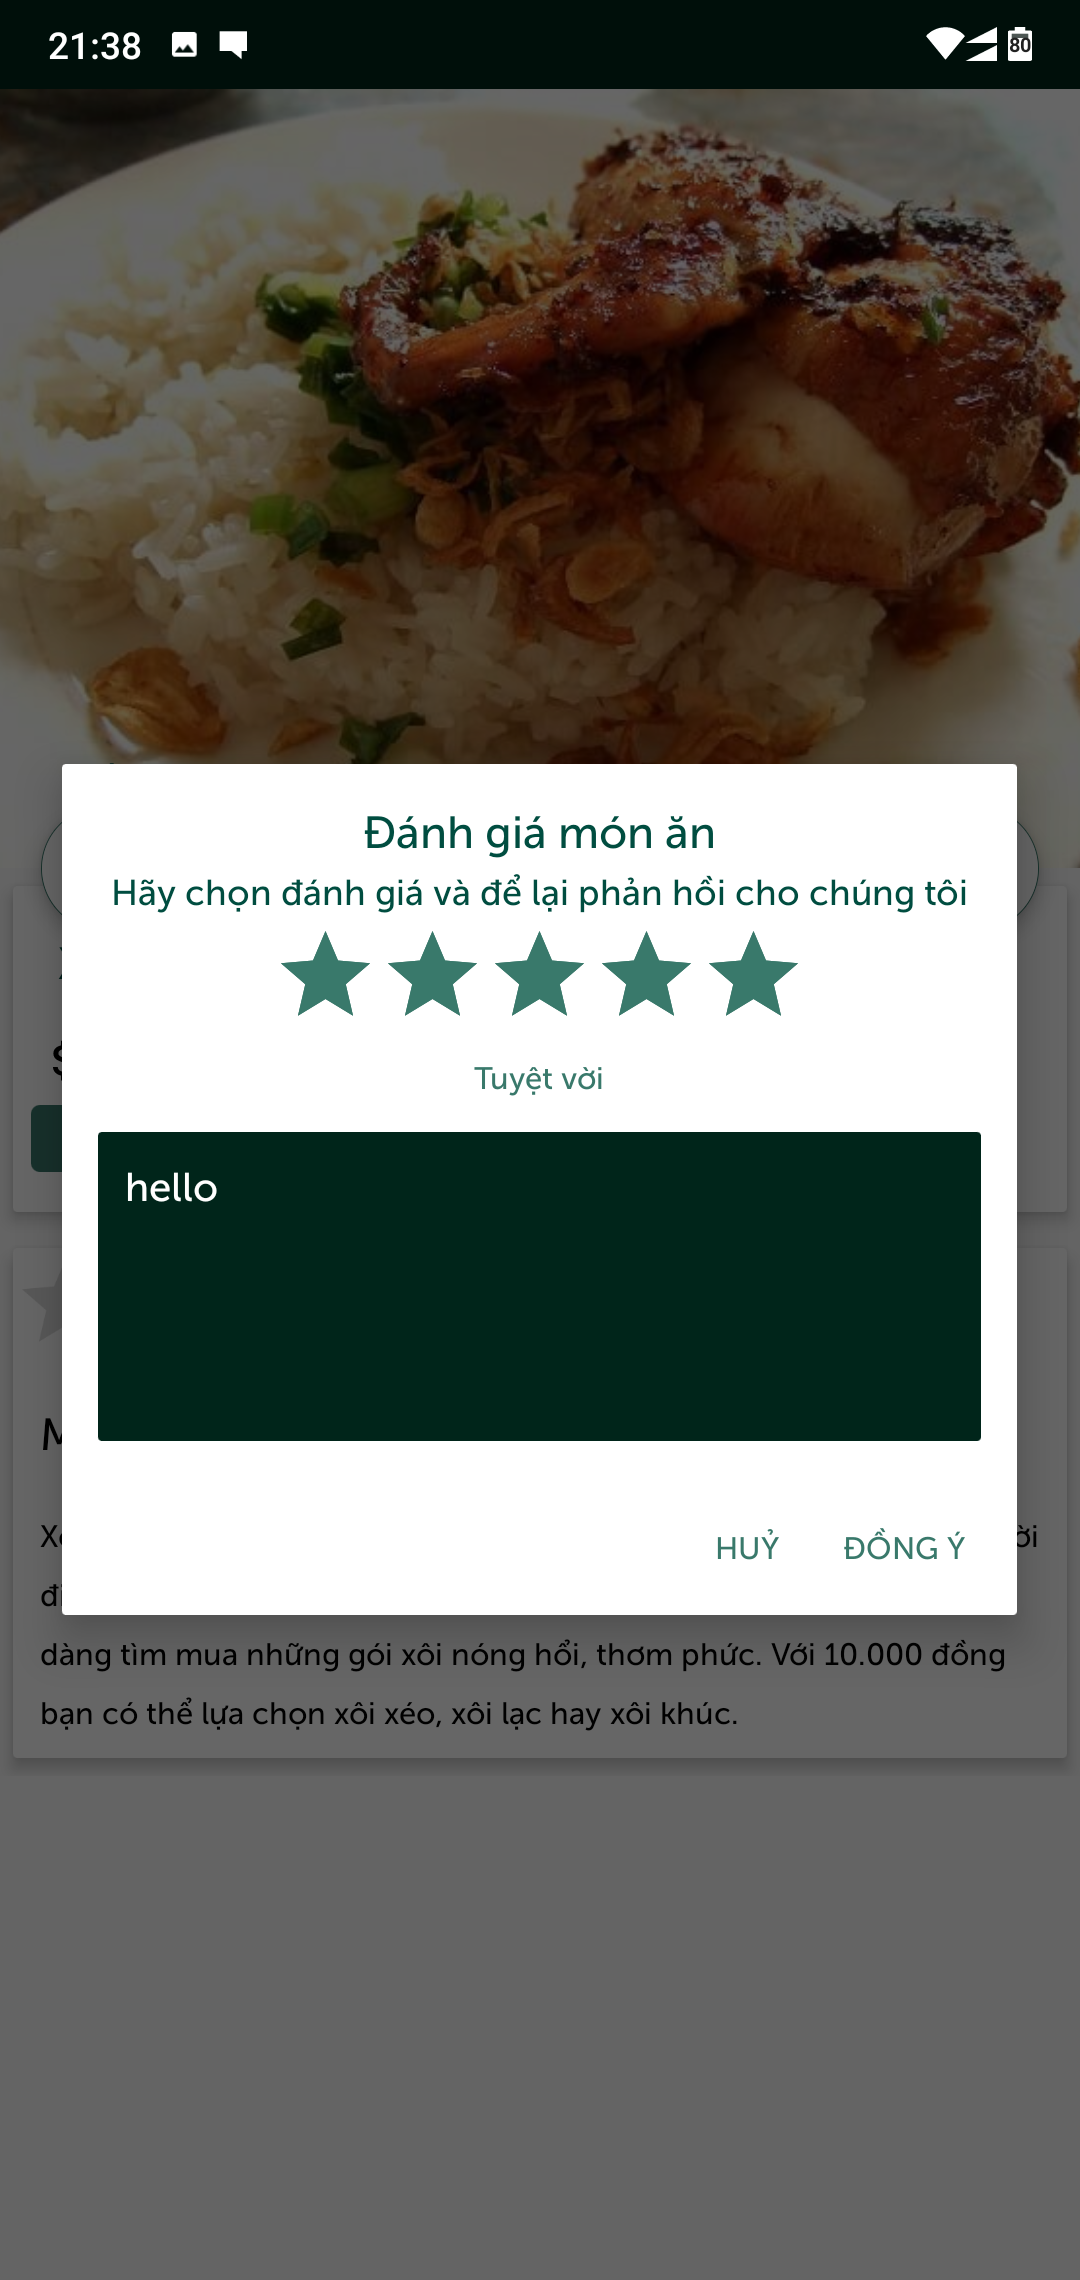 21:38
80
Đánh giá món ăn
Hãy chọn đánh giá và để lại phản hồi cho chúng tôi
Tuyệt vời
hello
HUỶ ĐỒNG Ý
dàng tìm mua những gói xôi nóng hổi, thơm phức. Với 10.000 đồng
bạn có thể lựa chọn xôi xéo, xôi lạc hay xôi khúc.